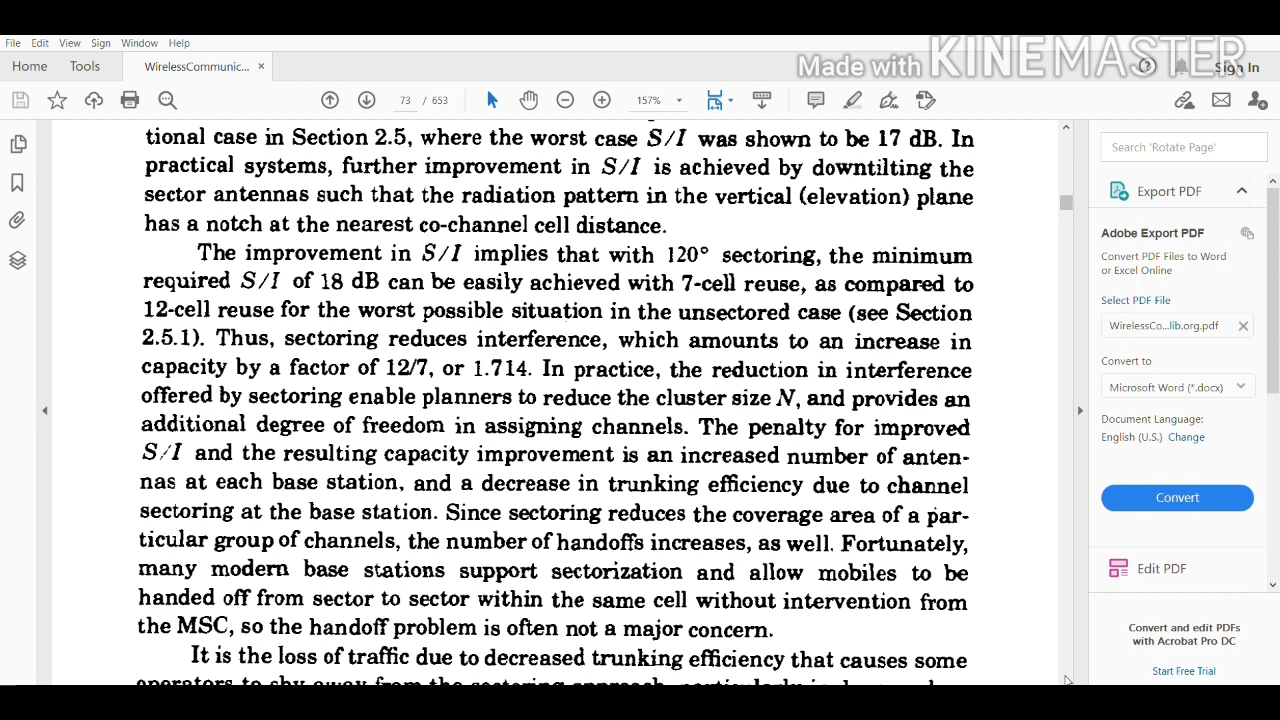 File Edit View Sign Window Help
Made with KINEMASTER
Home Tools WirelessCommunic... × Sign In
73 / 653 157%
tional case in Section 2.5, where the worst case S/I was shown to be 17 dB. In
practical systems, further improvement in S/I is achieved by downtilting the
sector antennas such that the radiation pattern in the vertical (elevation) plane
has a notch at the nearest co-channel cell distance.
The improvement in S/I implies that with 120° sectoring, the minimum
required S/I of 18 dB can be easily achieved with 7-cell reuse, as compared to
12-cell reuse for the worst possible situation in the unsectored case (see Section
2.5.1). Thus, sectoring reduces interference, which amounts to an increase in
capacity by a factor of 12/7, or 1.714. In practice, the reduction in interference
offered by sectoring enable planners to reduce the cluster size N, and provides an
additional degree of freedom in assigning channels. The penalty for improved
S/I and the resulting capacity improvement is an increased number of anten-
nas at each base station, and a decrease in trunking efficiency due to channel
sectoring at the base station. Since sectoring reduces the coverage area of a par-
ticular group of channels, the number of handoffs increases, as well. Fortunately,
many modern base stations support sectorization and allow mobiles to be
handed off from sector to sector within the same cell without intervention from
the MSC, so the handoff problem is often not a major concern.
It is the loss of traffic due to decreased trunking efficiency that causes some
Search 'Rotate Page'
Export PDF
Adobe Export PDF
Convert PDF Files to Word
or Excel Online
Select PDF File
WirelessCo...lib.org.pdf
Convert to
Microsoft Word (*.docx)
Document Language:
English (U.S.) Change
Convert
Edit PDF
Convert and edit PDFs
with Acrobat Pro DC
Start Free Trial